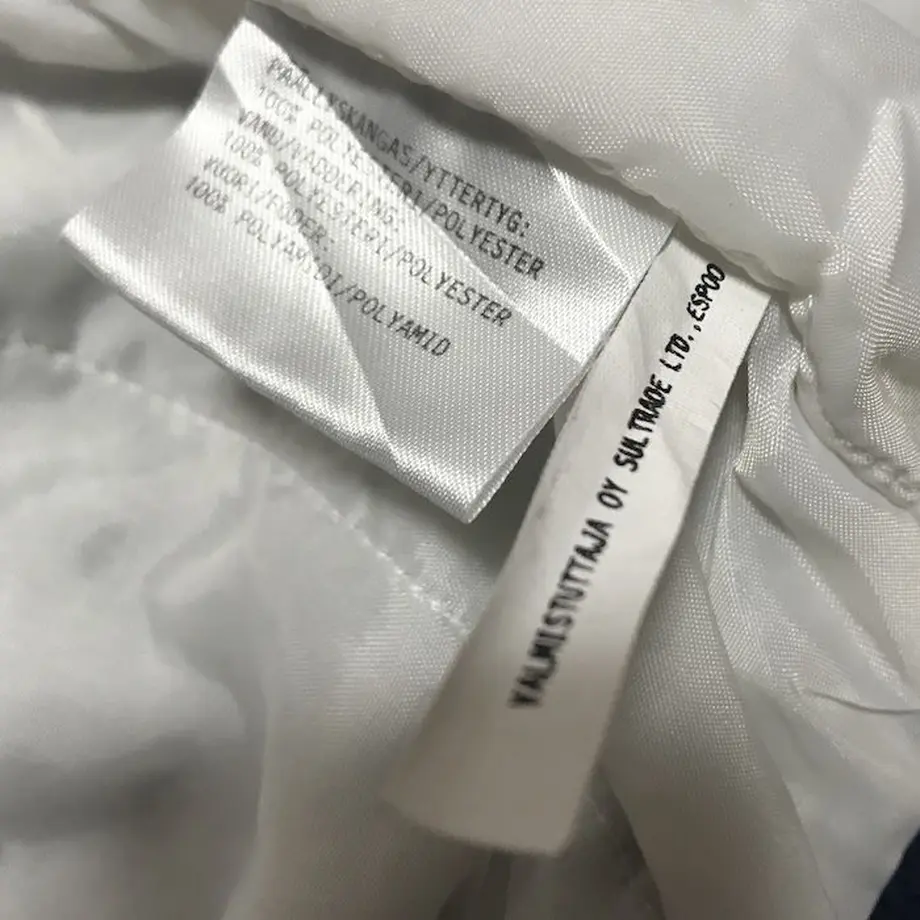 PÄÄLLYSKANGAS/YTTERTYG:
100% POLYESTERI/POLYESTER
VANU/VADDERING:
100% POLYESTERI/POLYESTER
VUORI/FODER:
100% POLYAMIDI/POLYAMID
VALMISTUTTAJA OY SULTRADE LTD.,ESPOO